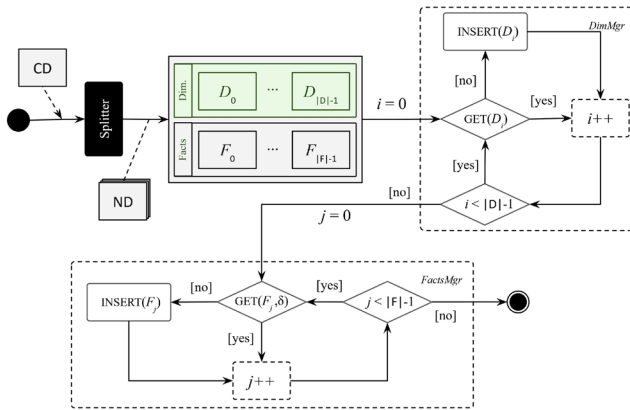 CD
Splitter
ND
Dim.
D0 ... D|D|-1
Facts
F0 ... F|F|-1
i = 0
DimMgr
INSERT(Di)
[no]
GET(Di)
[yes]
i++
[yes]
i < |D|-1
[no]
j = 0
FactsMgr
INSERT(Fj)
[no]
GET(Fj,δ)
[yes]
j < |F|-1
[no]
[yes]
j++